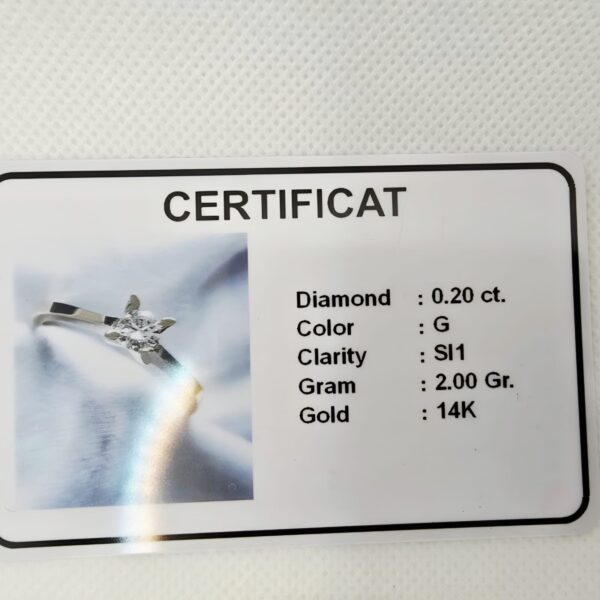 CERTIFICAT
Diamond : 0.20 ct.
Color : G
Clarity : SI1
Gram : 2.00 Gr.
Gold : 14K